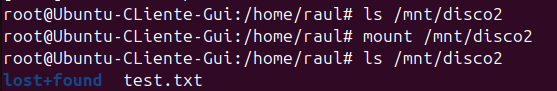 root@Ubuntu-CLiente-Gui:/home/raul# ls /mnt/disco2
root@Ubuntu-CLiente-Gui:/home/raul# mount /mnt/disco2
root@Ubuntu-CLiente-Gui:/home/raul# ls /mnt/disco2
lost+found  test.txt